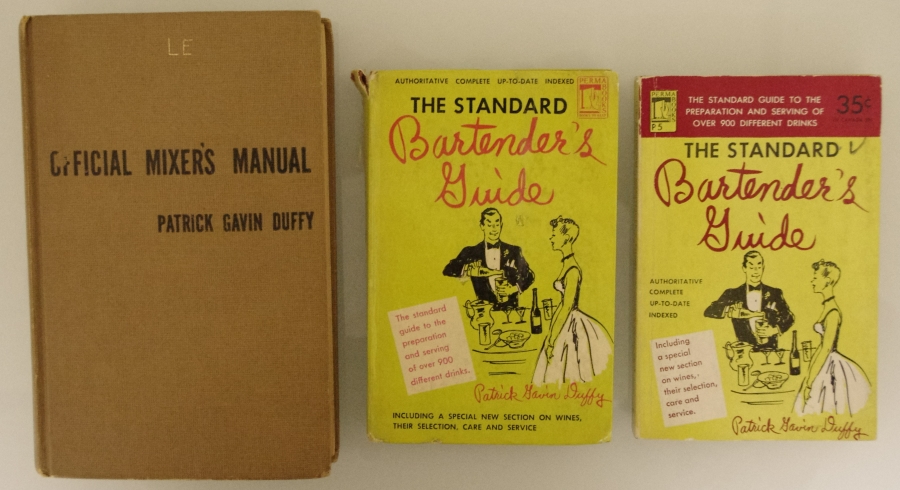 LE
OFFICIAL MIXER'S MANUAL
PATRICK GAVIN DUFFY
AUTHORITATIVE COMPLETE UP-TO-DATE INDEXED
PERMA
THE STANDARD
Bartender's
Guide
The standard
guide to the
preparation
and serving
of over 900
different drinks.
Patrick Gavin Duffy
INCLUDING A SPECIAL NEW SECTION ON WINES,
THEIR SELECTION, CARE AND SERVICE
PERMA
P5
THE STANDARD GUIDE TO THE
PREPARATION AND SERVING OF
OVER 900 DIFFERENT DRINKS
35¢
THE STANDARD
Bartender's
Guide
AUTHORITATIVE
COMPLETE
UP-TO-DATE
INDEXED
Including
a special
new section
on wines,
their selection,
care and
service.
Patrick Gavin Duffy